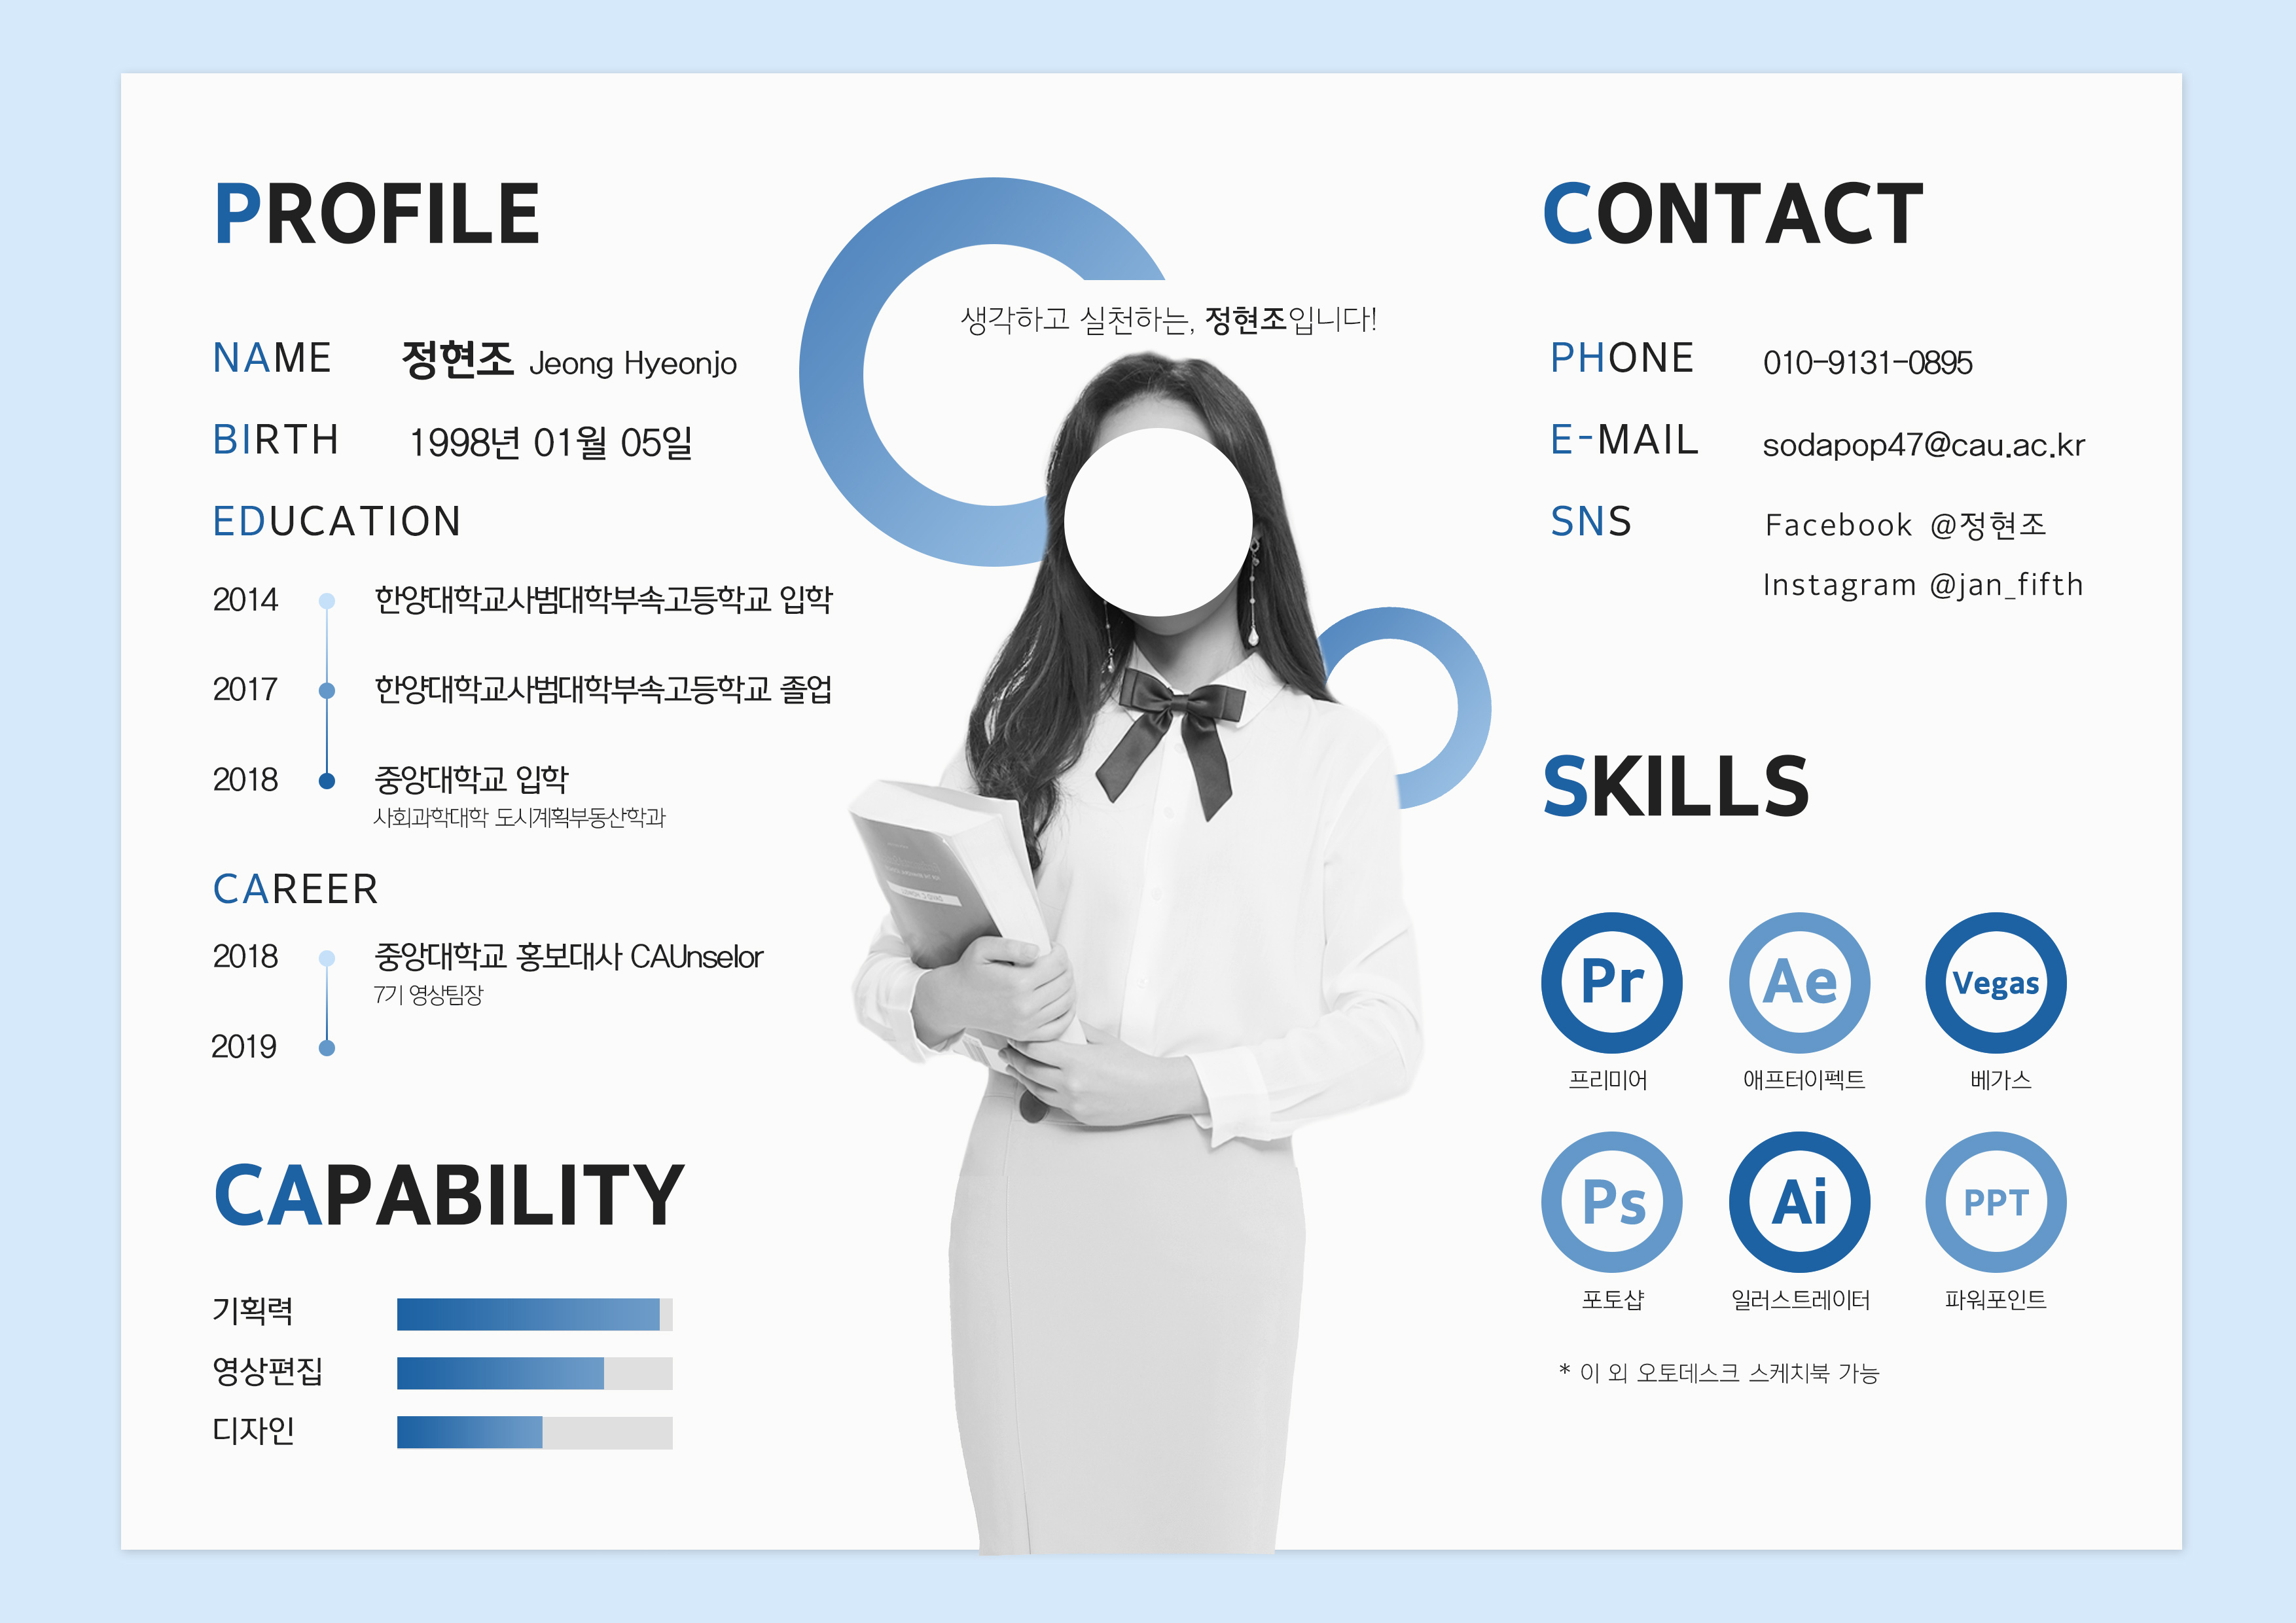 PROFILE
NAME 정현조 Jeong Hyeonjo
BIRTH 1998년 01월 05일
EDUCATION
2014 한양대학교사범대학부속고등학교 입학
2017 한양대학교사범대학부속고등학교 졸업
2018 중앙대학교 입학
사회과학대학 도시계획부동산학과
CAREER
2018 중앙대학교 홍보대사 CAUnselor
7기 영상팀장
2019
CAPABILITY
기획력
영상편집
디자인
생각하고 실천하는, 정현조입니다!
CONTACT
PHONE 010-9131-0895
E-MAIL sodapop47@cau.ac.kr
SNS Facebook @정현조
Instagram @jan_fifth
SKILLS
Pr Ae Vegas
프리미어 애프터이펙트 베가스
Ps Ai PPT
포토샵 일러스트레이터 파워포인트
* 이 외 오토데스크 스케치북 가능